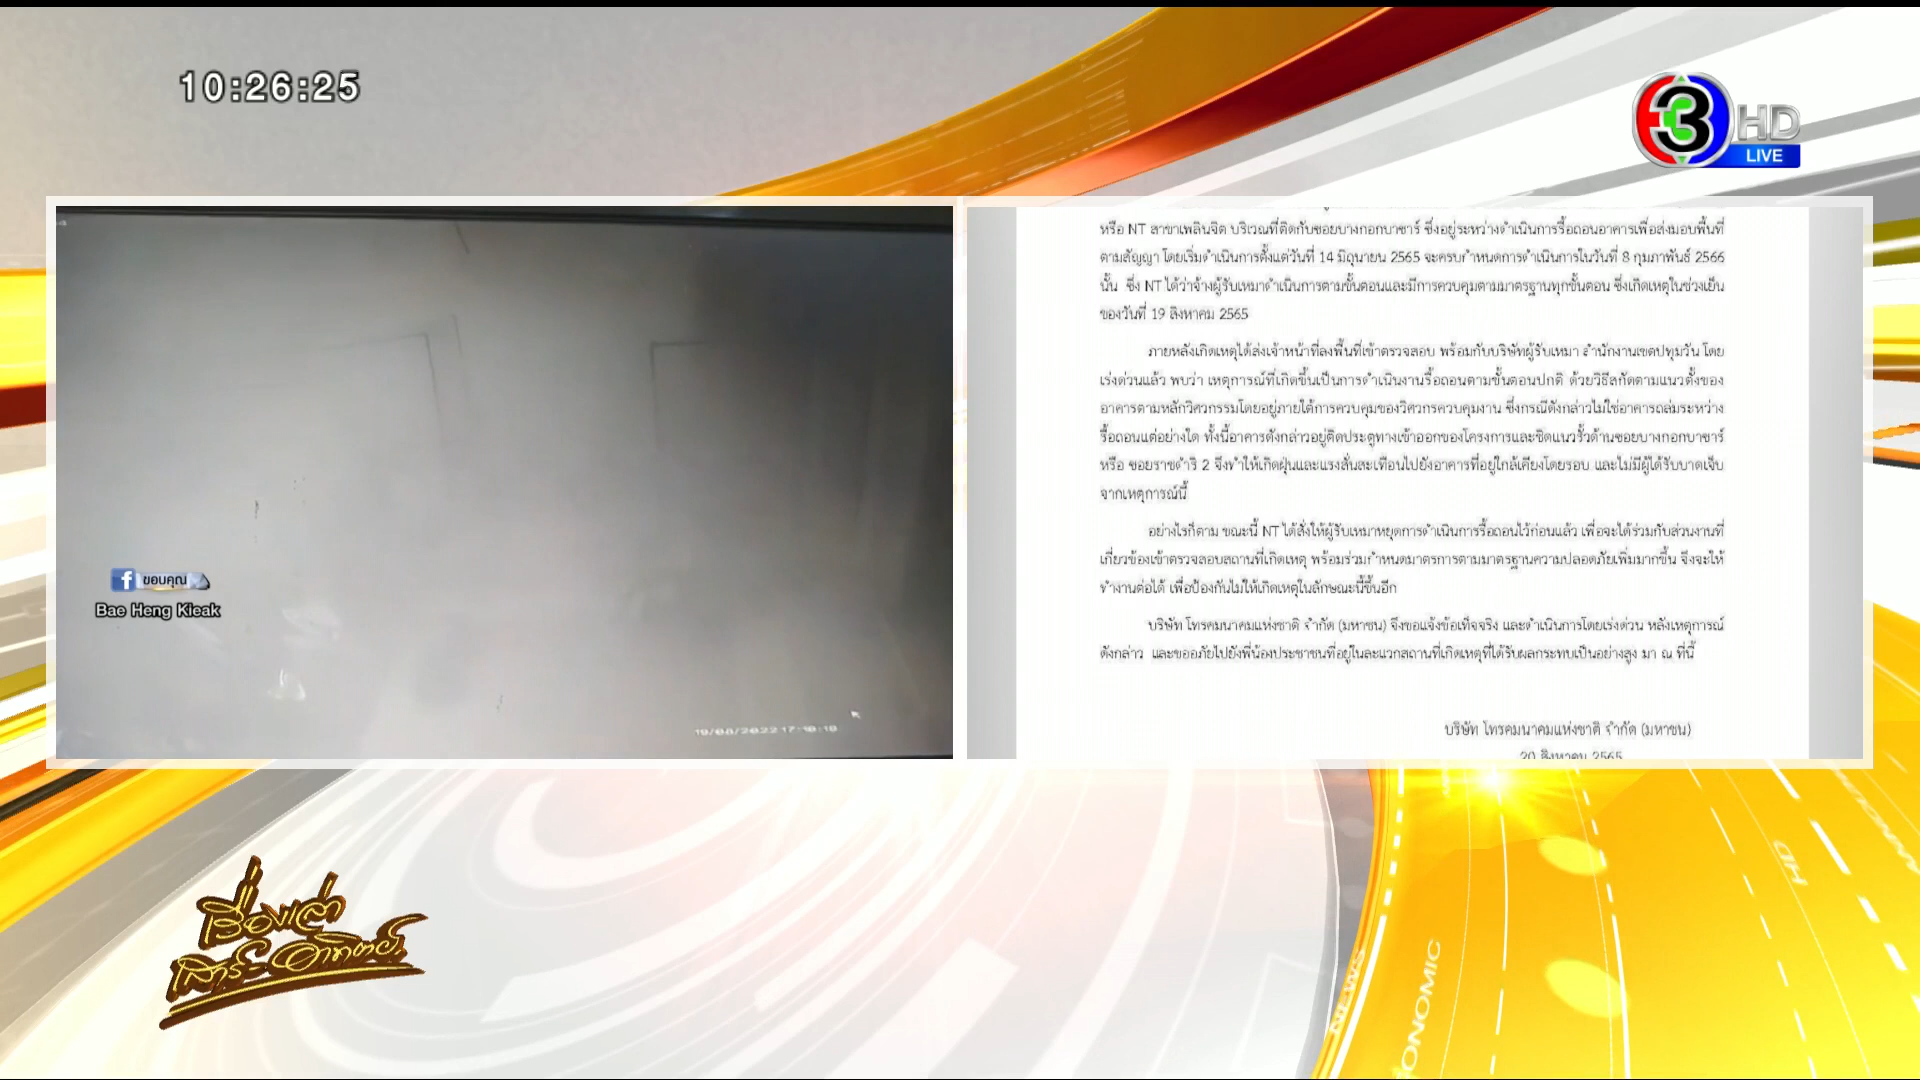 10:26:25
3 HD
LIVE
หรือ NT สาขาเพลินจิต บริเวณที่ติดกับซอยบางกอกบาซาร์ ซึ่งอยู่ระหว่างดำเนินการรื้อถอนอาคารเพื่อส่งมอบพื้นที่
ตามสัญญา โดยเริ่มดำเนินการตั้งแต่วันที่ 14 มิถุนายน 2565 จะครบกำหนดการดำเนินการในวันที่ 8 กุมภาพันธ์ 2566
นั้น ซึ่ง NT ได้ว่าจ้างผู้รับเหมาดำเนินการตามขั้นตอนและมีการควบคุมตามมาตรฐานทุกขั้นตอน ซึ่งเกิดเหตุในช่วงเย็น
ของวันที่ 19 สิงหาคม 2565
ภายหลังเกิดเหตุได้ส่งเจ้าหน้าที่ลงพื้นที่เข้าตรวจสอบ พร้อมกับบริษัทผู้รับเหมา สำนักงานเขตปทุมวัน โดย
เร่งด่วนแล้ว พบว่า เหตุการณ์ที่เกิดขึ้นเป็นการดำเนินงานรื้อถอนตามขั้นตอนปกติ ด้วยวิธีสกัดตามแนวตั้งของ
อาคารตามหลักวิศวกรรมโดยอยู่ภายใต้การควบคุมของวิศวกรควบคุมงาน ซึ่งกรณีดังกล่าวไม่ใช่อาคารถล่มระหว่าง
รื้อถอนแต่อย่างใด ทั้งนี้อาคารดังกล่าวอยู่ติดประตูทางเข้าออกของโครงการและชิดแนวรั้วด้านซอยบางกอกบาซาร์
หรือ ซอยราชดำริ 2 จึงทำให้เกิดฝุ่นและแรงสั่นสะเทือนไปยังอาคารที่อยู่ใกล้เคียงโดยรอบ และไม่มีผู้ได้รับบาดเจ็บ
จากเหตุการณ์นี้
อย่างไรก็ตาม ขณะนี้ NT ได้สั่งให้ผู้รับเหมาหยุดการดำเนินการรื้อถอนไว้ก่อนแล้ว เพื่อจะได้ร่วมกับส่วนงานที่
เกี่ยวข้องเข้าตรวจสอบสถานที่เกิดเหตุ พร้อมร่วมกำหนดมาตรการตามมาตรฐานความปลอดภัยเพิ่มมากขึ้น จึงจะให้
ทำงานต่อได้ เพื่อป้องกันไม่ให้เกิดเหตุในลักษณะนี้ขึ้นอีก
บริษัท โทรคมนาคมแห่งชาติ จำกัด (มหาชน) จึงขอแจ้งข้อเท็จจริง และดำเนินการโดยเร่งด่วน หลังเหตุการณ์
ดังกล่าว และขออภัยไปยังพี่น้องประชาชนที่อยู่ในละแวกสถานที่เกิดเหตุที่ได้รับผลกระทบเป็นอย่างสูง มา ณ ที่นี้
บริษัท โทรคมนาคมแห่งชาติ จำกัด (มหาชน)
20 สิงหาคม 2565
f ขอบคุณ
Bae Heng Kieak
เรื่องเล่า
เสาร์-อาทิตย์
NEWS
ONOMIC
HD